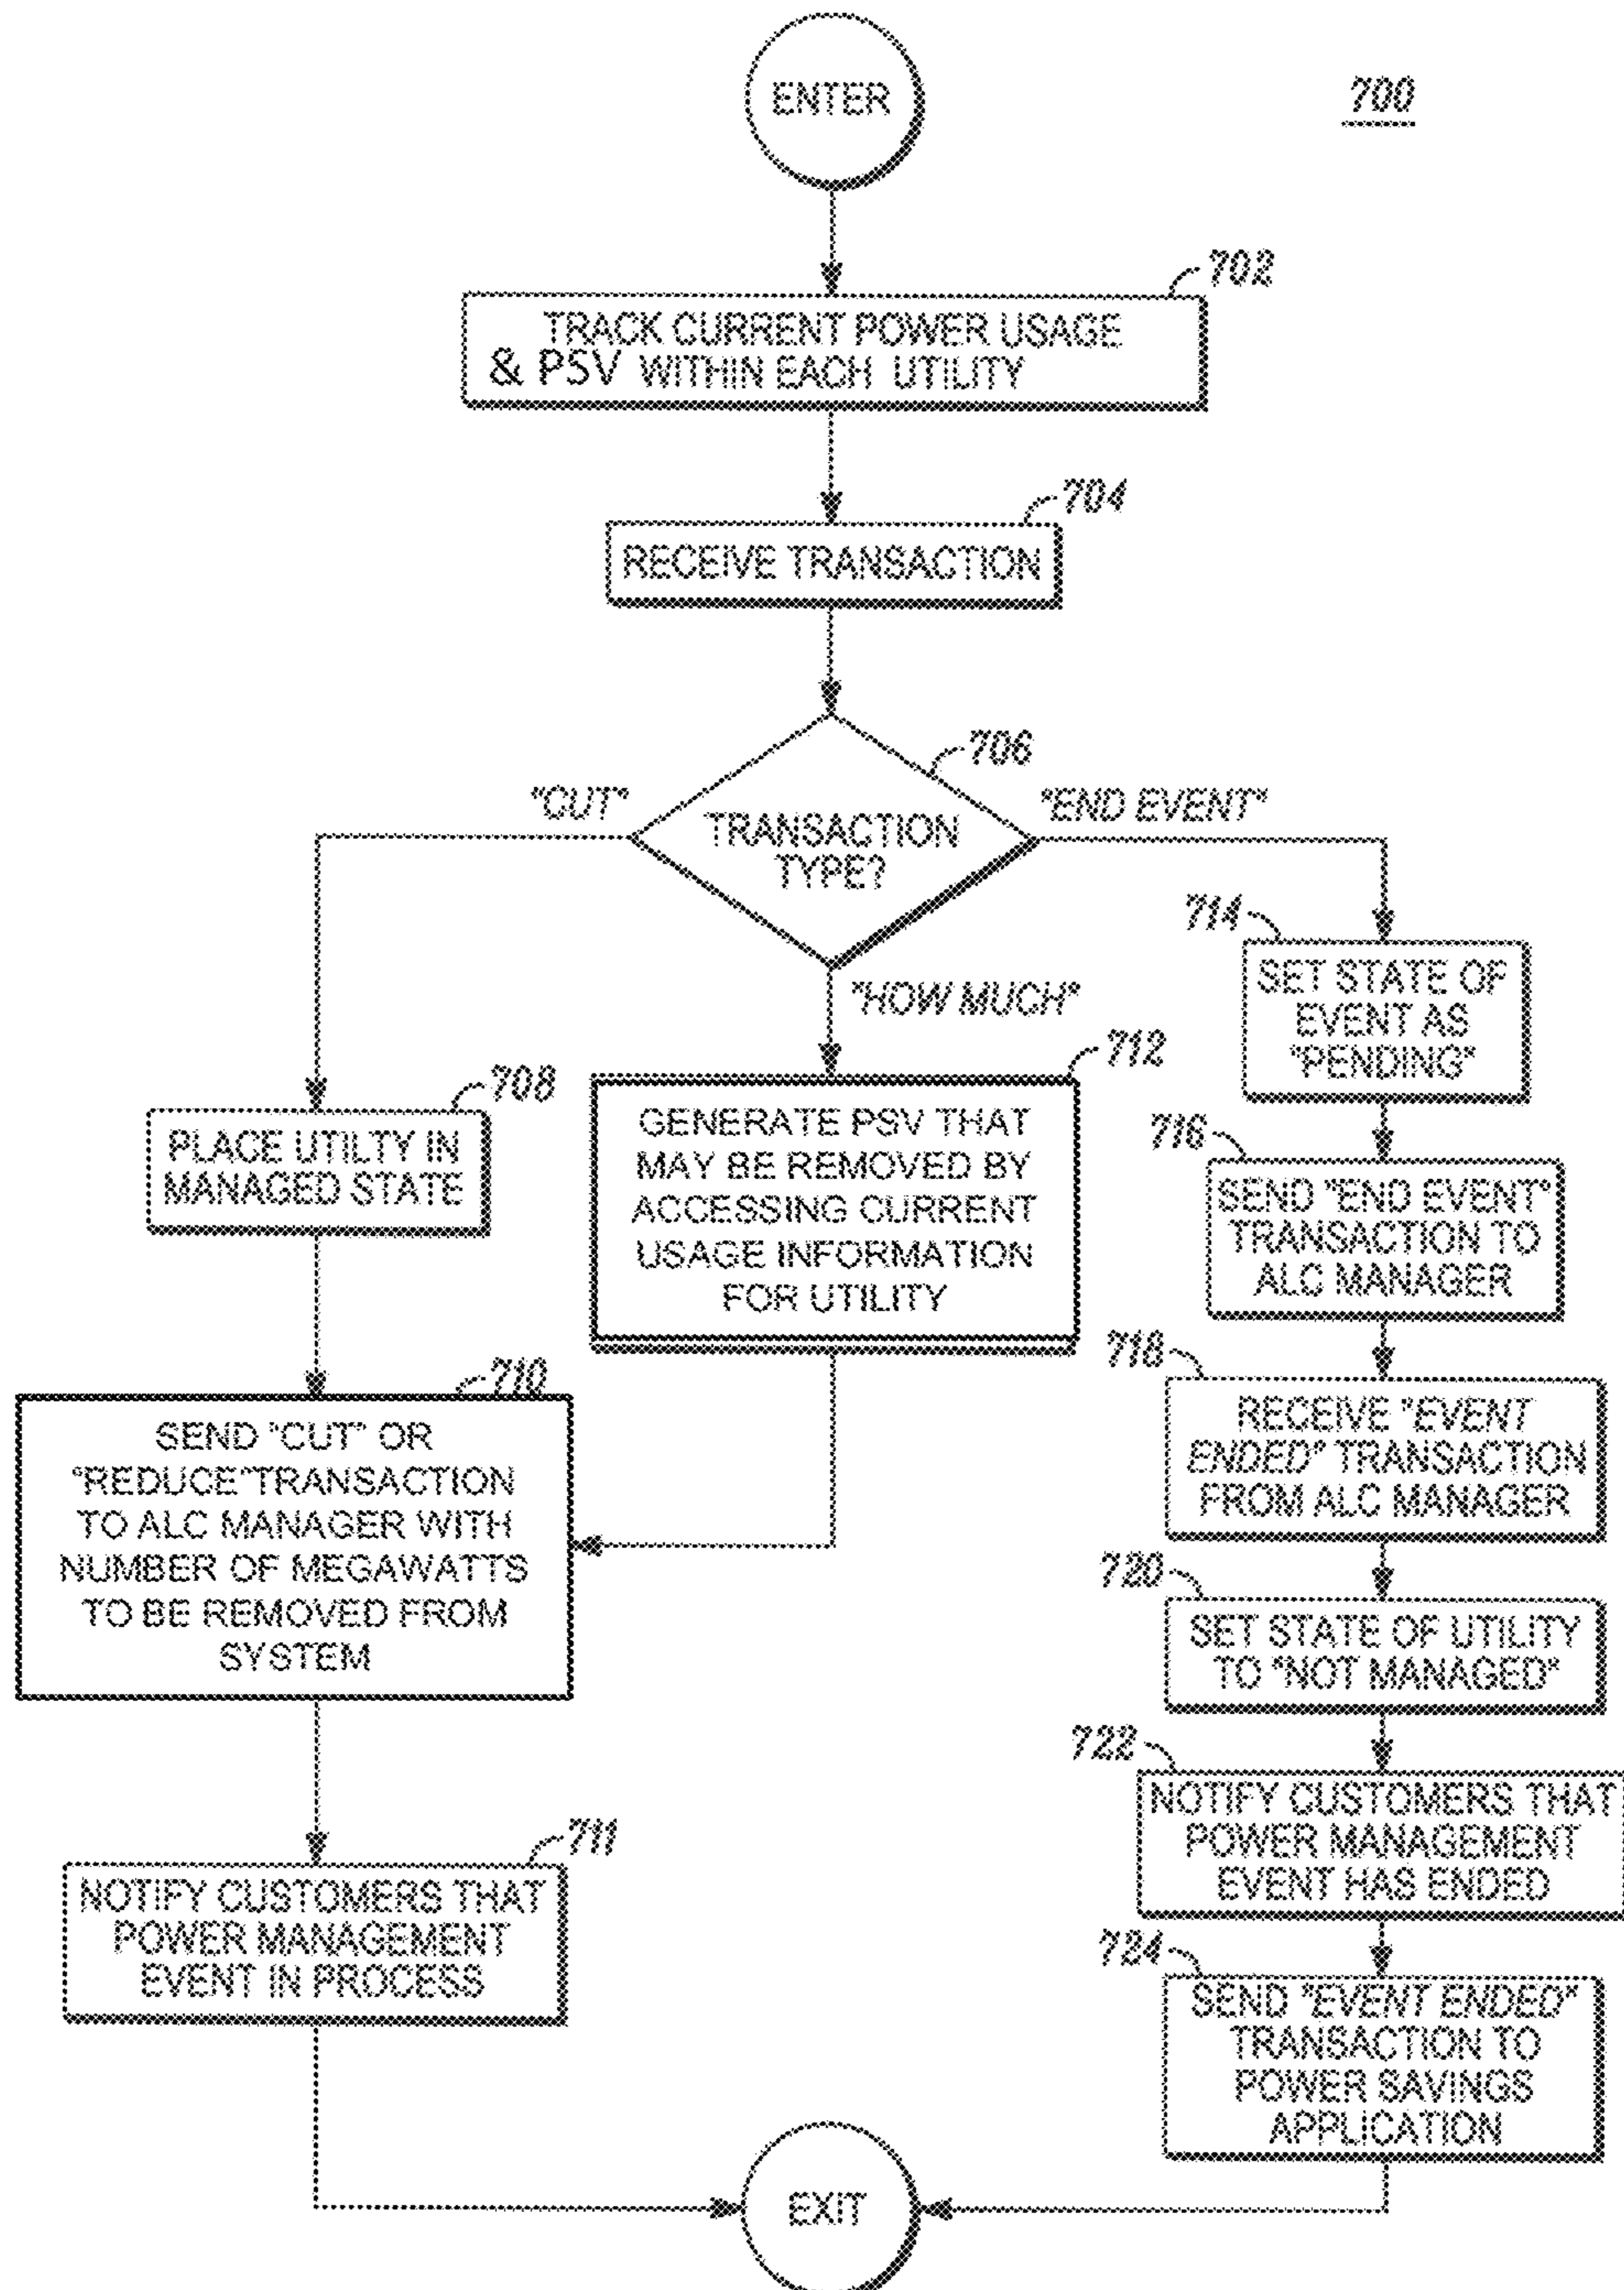 ENTER
700
702
TRACK CURRENT POWER USAGE
& PSV WITHIN EACH UTILITY
704
RECEIVE TRANSACTION
706
TRANSACTION
TYPE?
"CUT"
708
PLACE UTILTY IN
MANAGED STATE
710
SEND "CUT" OR
"REDUCE"TRANSACTION
TO ALC MANAGER WITH
NUMBER OF MEGAWATTS
TO BE REMOVED FROM
SYSTEM
711
NOTIFY CUSTOMERS THAT
POWER MANAGEMENT
EVENT IN PROCESS
"HOW MUCH"
712
GENERATE PSV THAT
MAY BE REMOVED BY
ACCESSING CURRENT
USAGE INFORMATION
FOR UTILITY
"END EVENT"
714
SET STATE OF
EVENT AS
"PENDING"
716
SEND "END EVENT"
TRANSACTION TO
ALC MANAGER
718
RECEIVE "EVENT
ENDED" TRANSACTION
FROM ALC MANAGER
720
SET STATE OF UTILITY
TO "NOT MANAGED"
722
NOTIFY CUSTOMERS THAT
POWER MANAGEMENT
EVENT HAS ENDED
724
SEND "EVENT ENDED"
TRANSACTION TO
POWER SAVINGS
APPLICATION
EXIT